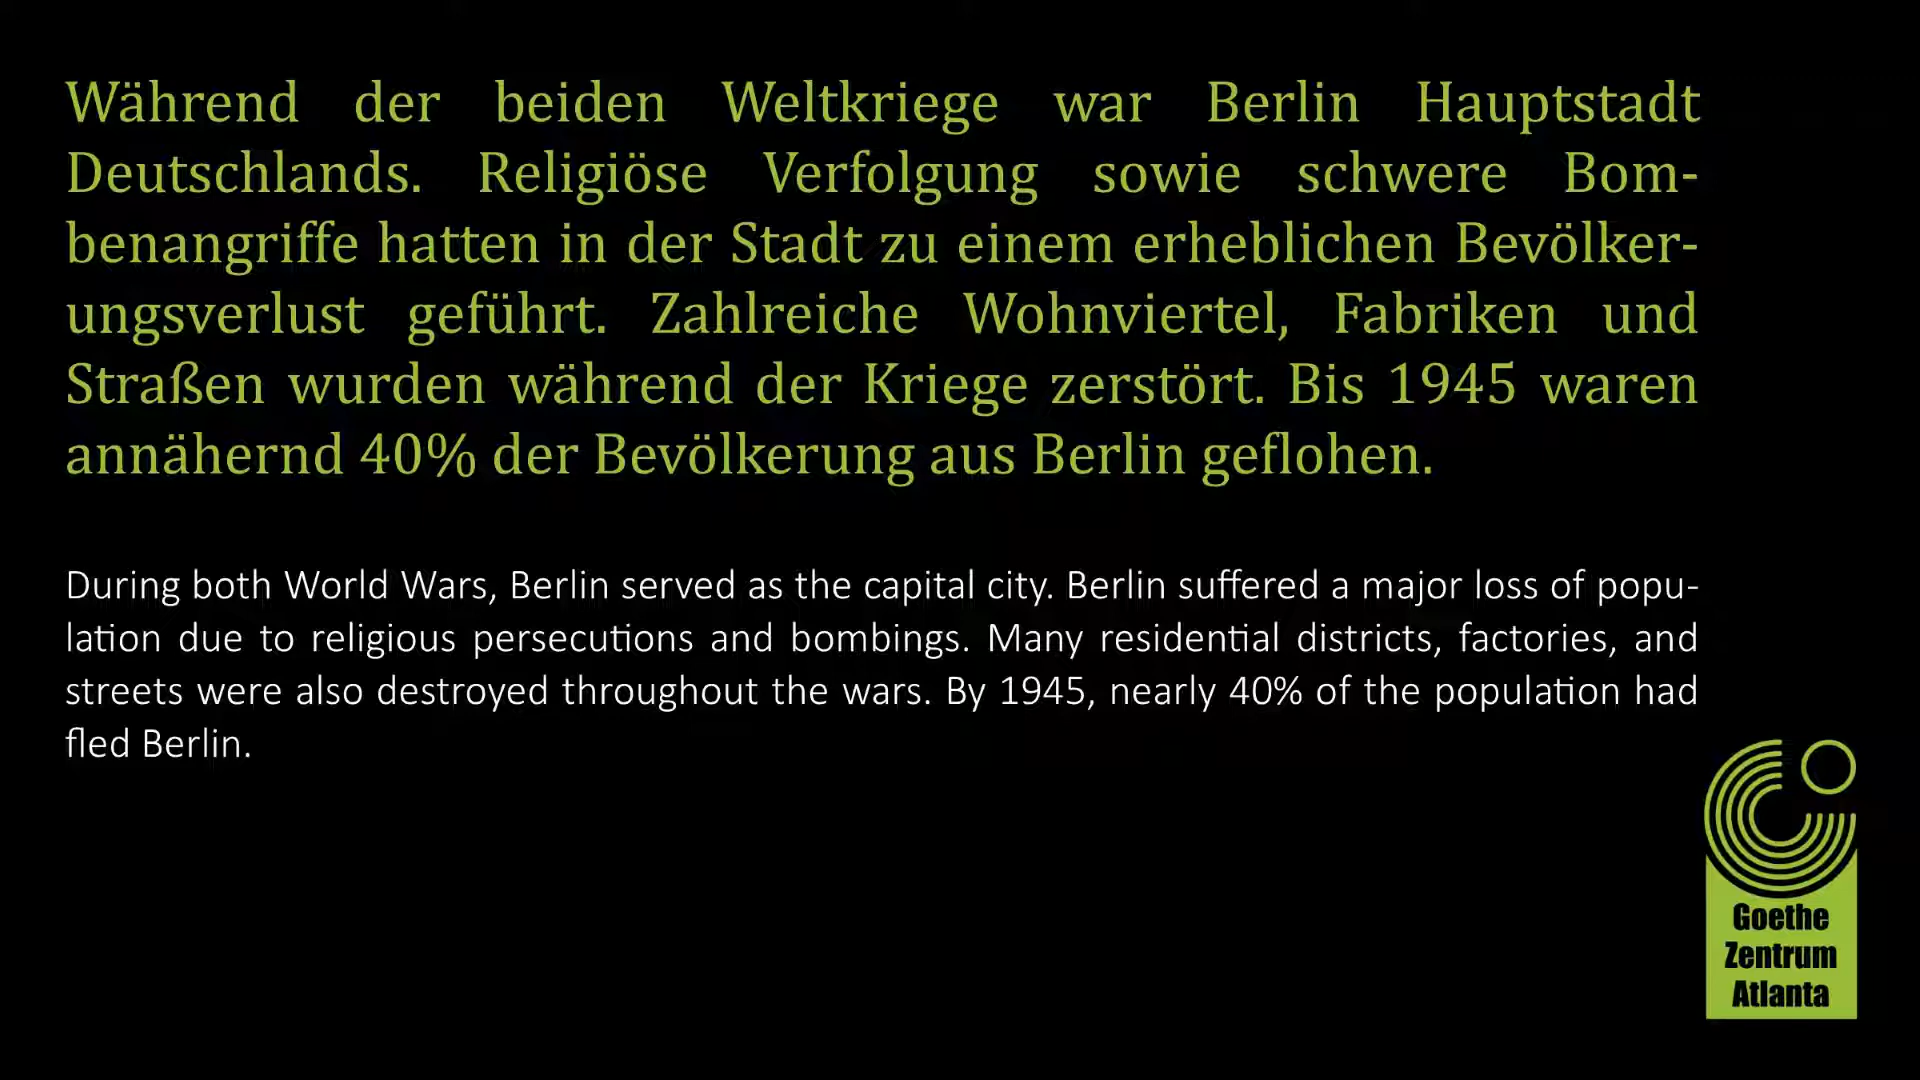 Während der beiden Weltkriege war Berlin Hauptstadt
Deutschlands. Religiöse Verfolgung sowie schwere Bom-
benangriffe hatten in der Stadt zu einem erheblichen Bevölker-
ungsverlust geführt. Zahlreiche Wohnviertel, Fabriken und
Straßen wurden während der Kriege zerstört. Bis 1945 waren
annähernd 40% der Bevölkerung aus Berlin geflohen.
During both World Wars, Berlin served as the capital city. Berlin suffered a major loss of popu-
lation due to religious persecutions and bombings. Many residential districts, factories, and
streets were also destroyed throughout the wars. By 1945, nearly 40% of the population had
fled Berlin.
Goethe
Zentrum
Atlanta